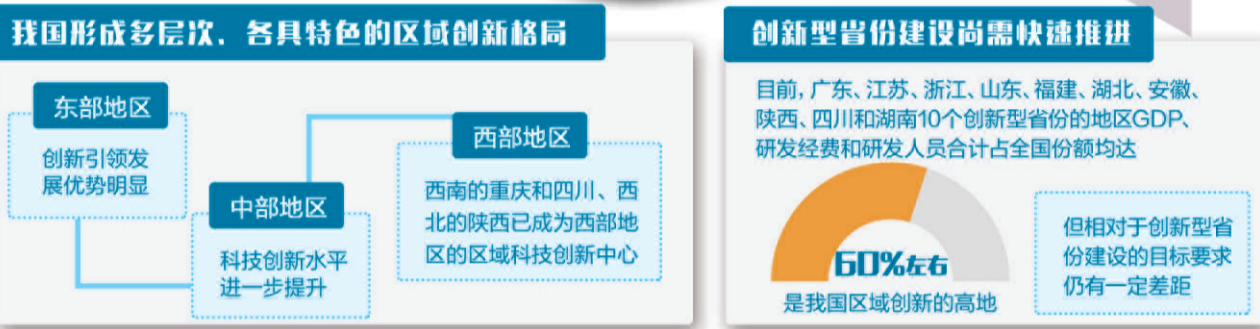 我国形成多层次、各具特色的区域创新格局
东部地区
创新引领发
展优势明显
中部地区
科技创新水平
进一步提升
西部地区
西南的重庆和四川、西
北的陕西已成为西部地
区的区域科技创新中心
创新型省份建设尚需快速推进
目前,广东、江苏、浙江、山东、福建、湖北、安徽、
陕西、四川和湖南10个创新型省份的地区GDP、
研发经费和研发人员合计占全国份额均达
60%左右
是我国区域创新的高地
但相对于创新型省
份建设的目标要求
仍有一定差距